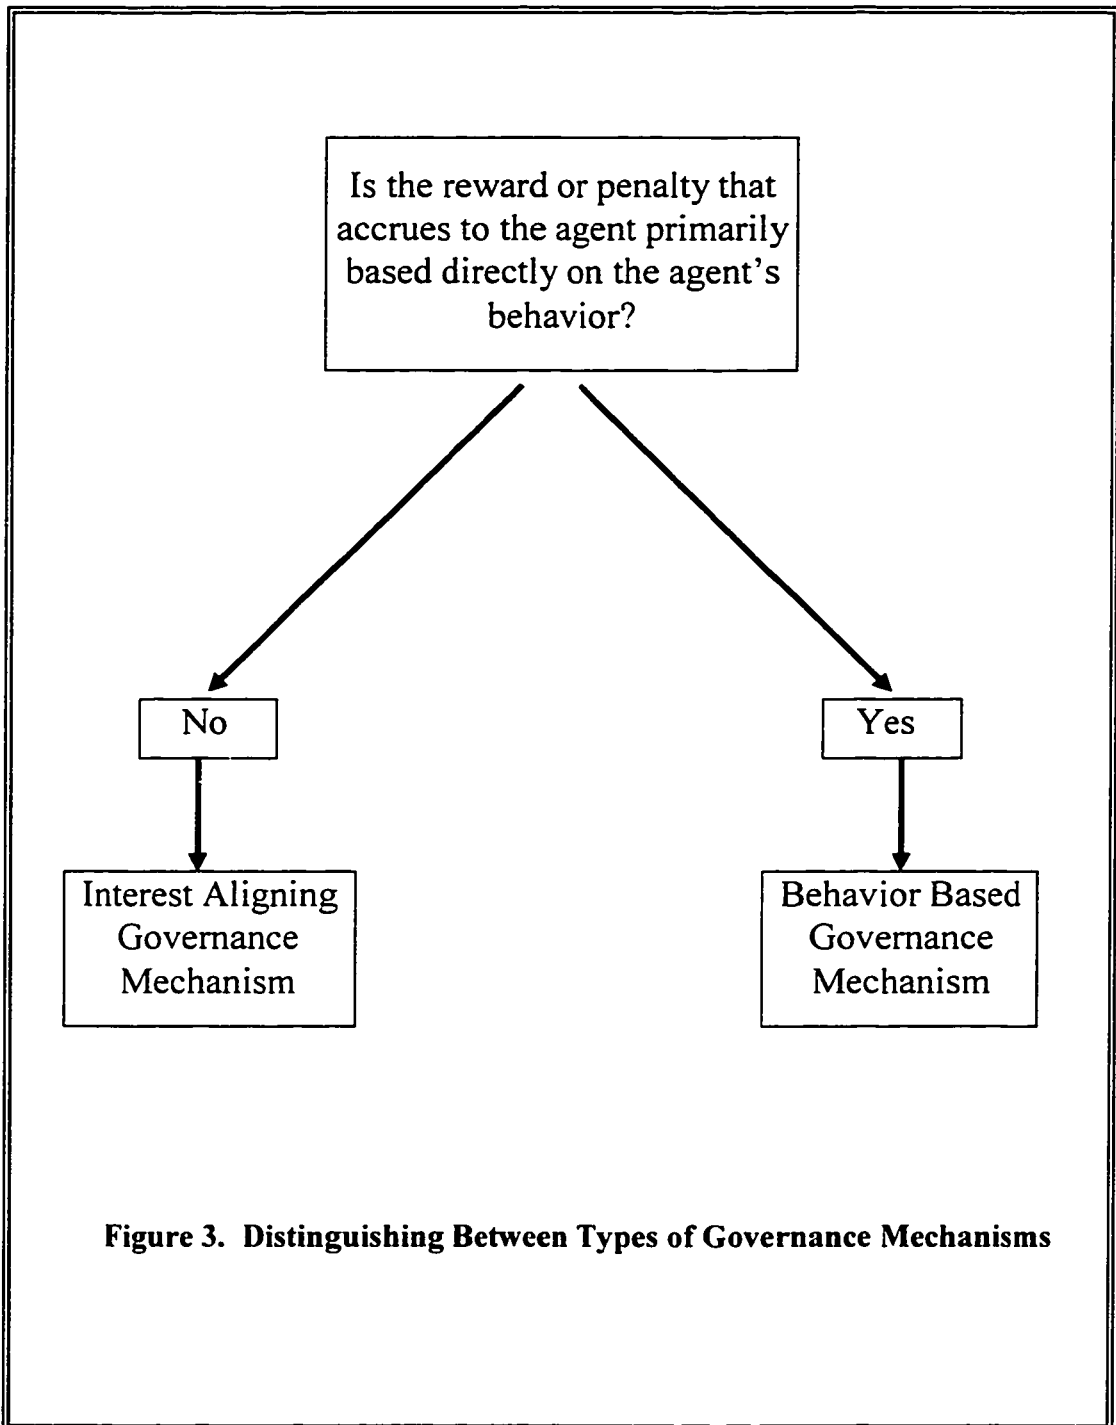 Is the reward or penalty that
accrues to the agent primarily
based directly on the agent's
behavior?
No
Yes
Interest Aligning
Governance
Mechanism
Behavior Based
Governance
Mechanism
Figure 3. Distinguishing Between Types of Governance Mechanisms